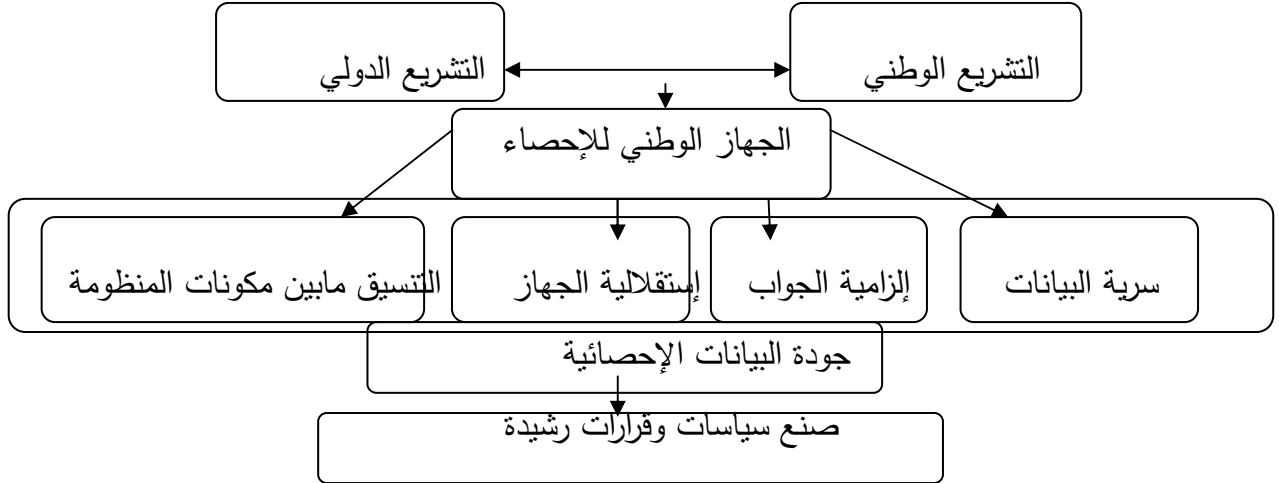 التشريع الوطني
التشريع الدولي
الجهاز الوطني للإحصاء
سرية البيانات
إلزامية الجواب
إستقلالية الجهاز
التنسيق مابين مكونات المنظومة
جودة البيانات الإحصائية
صنع سياسات وقرارات رشيدة